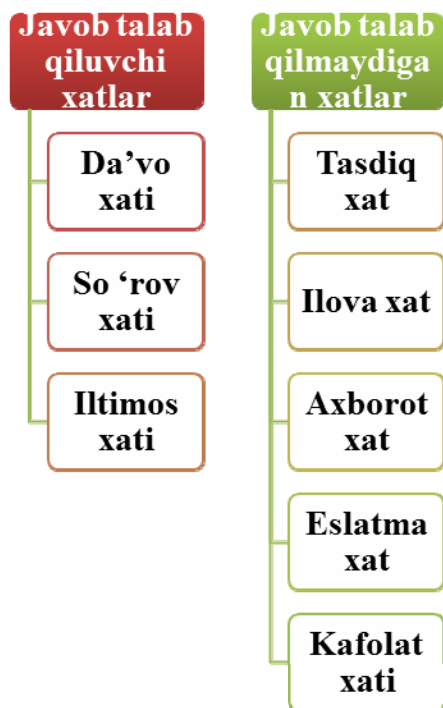 Javob talab
qiluvchi
xatlar
Da’vo
xati
So ‘rov
xati
Iltimos
xati
Javob talab
qilmaydiga
n xatlar
Tasdiq
xat
Ilova xat
Axborot
xat
Eslatma
xat
Kafolat
xati